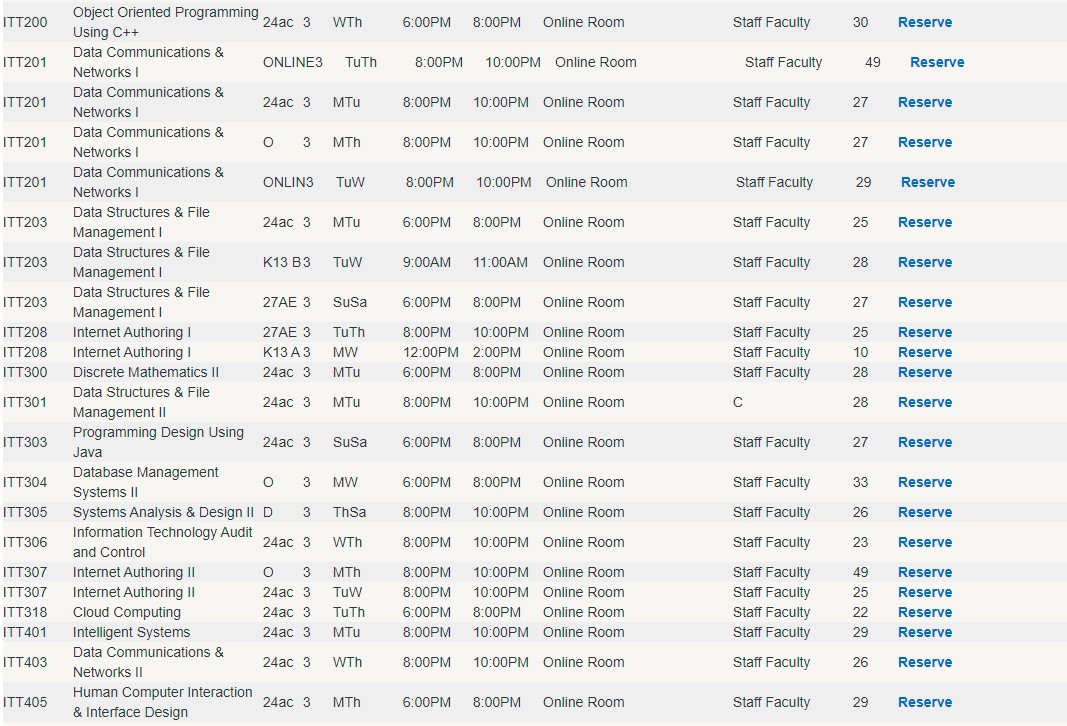 ITT200 Object Oriented Programming Using C++ 24ac 3 WTh 6:00PM 8:00PM Online Room Staff Faculty 30 Reserve
ITT201 Data Communications & Networks I ONLINE3 TuTh 8:00PM 10:00PM Online Room Staff Faculty 49 Reserve
ITT201 Data Communications & Networks I 24ac 3 MTu 8:00PM 10:00PM Online Room Staff Faculty 27 Reserve
ITT201 Data Communications & Networks I O 3 MTh 8:00PM 10:00PM Online Room Staff Faculty 27 Reserve
ITT201 Data Communications & Networks I ONLIN3 TuW 8:00PM 10:00PM Online Room Staff Faculty 29 Reserve
ITT203 Data Structures & File Management I 24ac 3 MTu 6:00PM 8:00PM Online Room Staff Faculty 25 Reserve
ITT203 Data Structures & File Management I K13 B3 TuW 9:00AM 11:00AM Online Room Staff Faculty 28 Reserve
ITT203 Data Structures & File Management I 27AE 3 SuSa 6:00PM 8:00PM Online Room Staff Faculty 27 Reserve
ITT208 Internet Authoring I 27AE 3 TuTh 8:00PM 10:00PM Online Room Staff Faculty 25 Reserve
ITT208 Internet Authoring I K13 A 3 MW 12:00PM 2:00PM Online Room Staff Faculty 10 Reserve
ITT300 Discrete Mathematics II 24ac 3 MTu 6:00PM 8:00PM Online Room Staff Faculty 28 Reserve
ITT301 Data Structures & File Management II 24ac 3 MTu 8:00PM 10:00PM Online Room C 28 Reserve
ITT303 Programming Design Using Java 24ac 3 SuSa 6:00PM 8:00PM Online Room Staff Faculty 27 Reserve
ITT304 Database Management Systems II O 3 MW 6:00PM 8:00PM Online Room Staff Faculty 33 Reserve
ITT305 Systems Analysis & Design II D 3 ThSa 8:00PM 10:00PM Online Room Staff Faculty 26 Reserve
ITT306 Information Technology Audit and Control 24ac 3 WTh 8:00PM 10:00PM Online Room Staff Faculty 23 Reserve
ITT307 Internet Authoring II O 3 MTh 8:00PM 10:00PM Online Room Staff Faculty 49 Reserve
ITT307 Internet Authoring II 24ac 3 TuW 8:00PM 10:00PM Online Room Staff Faculty 25 Reserve
ITT318 Cloud Computing 24ac 3 TuTh 6:00PM 8:00PM Online Room Staff Faculty 22 Reserve
ITT401 Intelligent Systems 24ac 3 MTu 8:00PM 10:00PM Online Room Staff Faculty 29 Reserve
ITT403 Data Communications & Networks II 24ac 3 WTh 8:00PM 10:00PM Online Room Staff Faculty 26 Reserve
ITT405 Human Computer Interaction & Interface Design 24ac 3 MTh 6:00PM 8:00PM Online Room Staff Faculty 29 Reserve